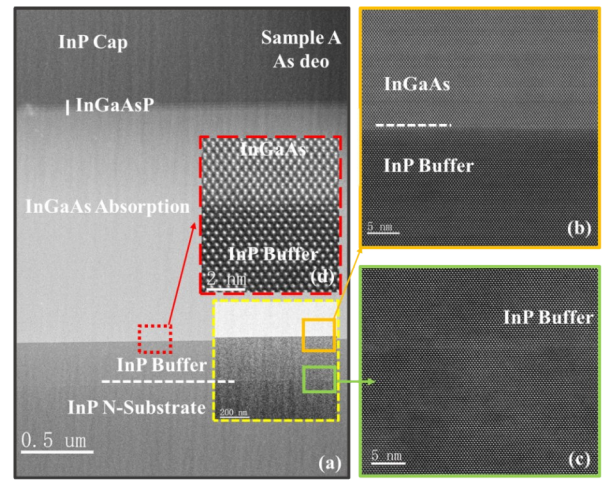 InP Cap
Sample A
As deo
InGaAsP
InGaAs
InGaAs Absorption
InP Buffer
2 nm
(d)
InP Buffer
InP N-Substrate
200 nm
0.5 um
(a)
InGaAs
InP Buffer
5 nm
(b)
InP Buffer
5 nm
(c)